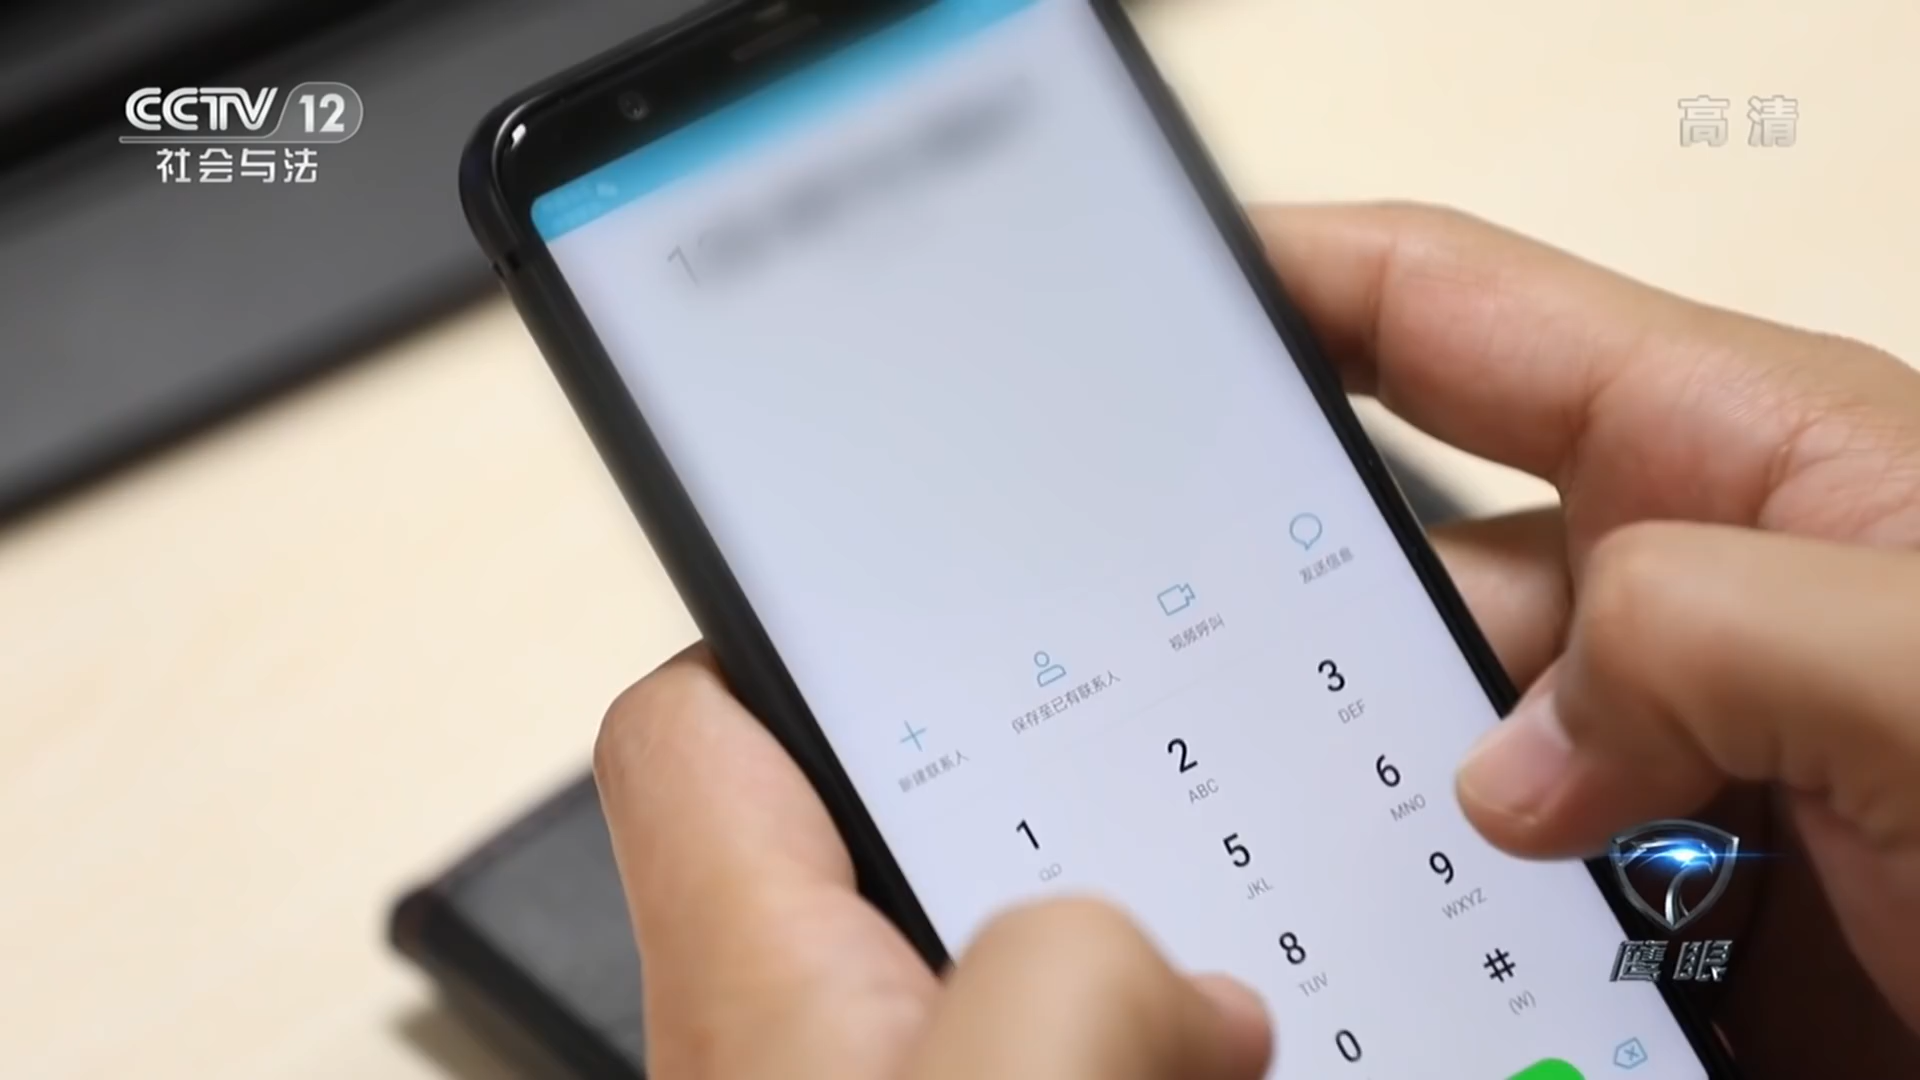 CCTV 12
社会与法
高清
1
发送信息
视频呼叫
保存至已有联系人
新建联系人
3
DEF
2
ABC
1
6
MNO
5
JKL
9
WXYZ
8
TUV
#
(W)
0
鹰眼